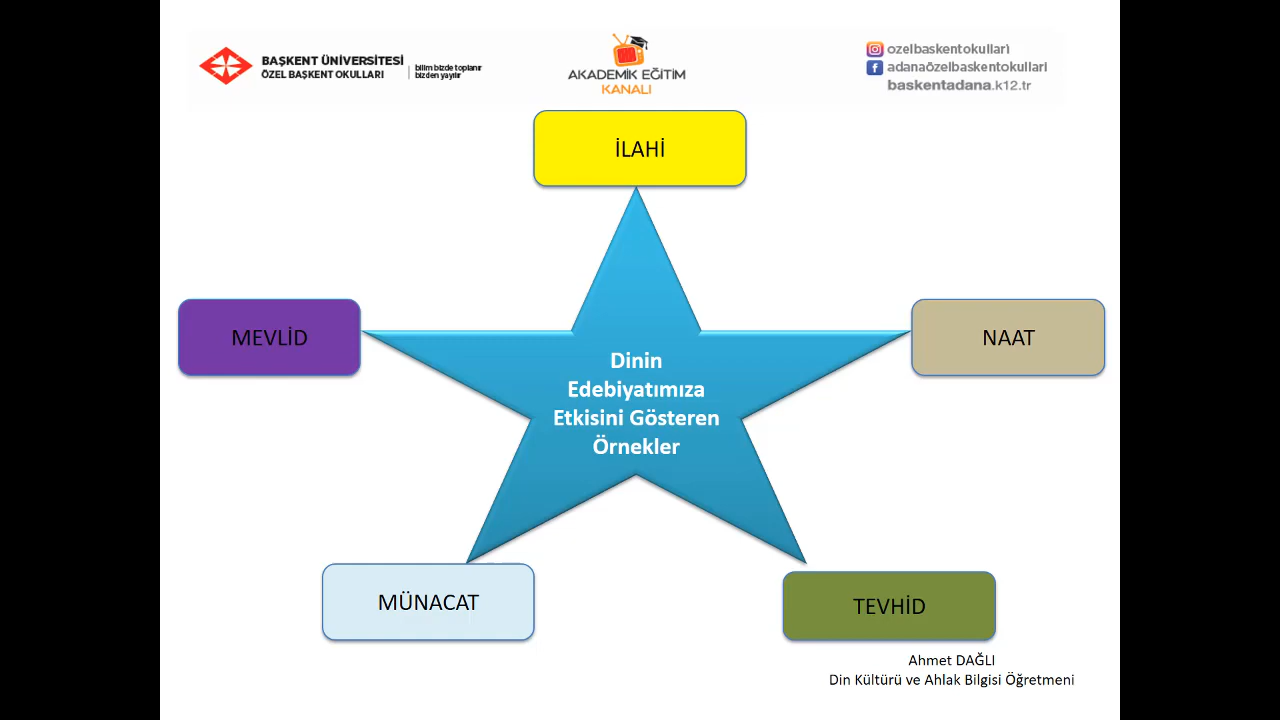 BAŞKENT ÜNİVERSİTESİ
ÖZEL BAŞKENT OKULLARI
bilim bizde toplanır
bizden yayılır
AKADEMİK EĞİTİM
KANALI
ozelbaskentokullari
adanaözelbaskentokullari
baskentadana.k12.tr
İLAHİ
MEVLİD
NAAT
Dinin
Edebiyatımıza
Etkisini Gösteren
Örnekler
MÜNACAT
TEVHİD
Ahmet DAĞLI
Din Kültürü ve Ahlak Bilgisi Öğretmeni